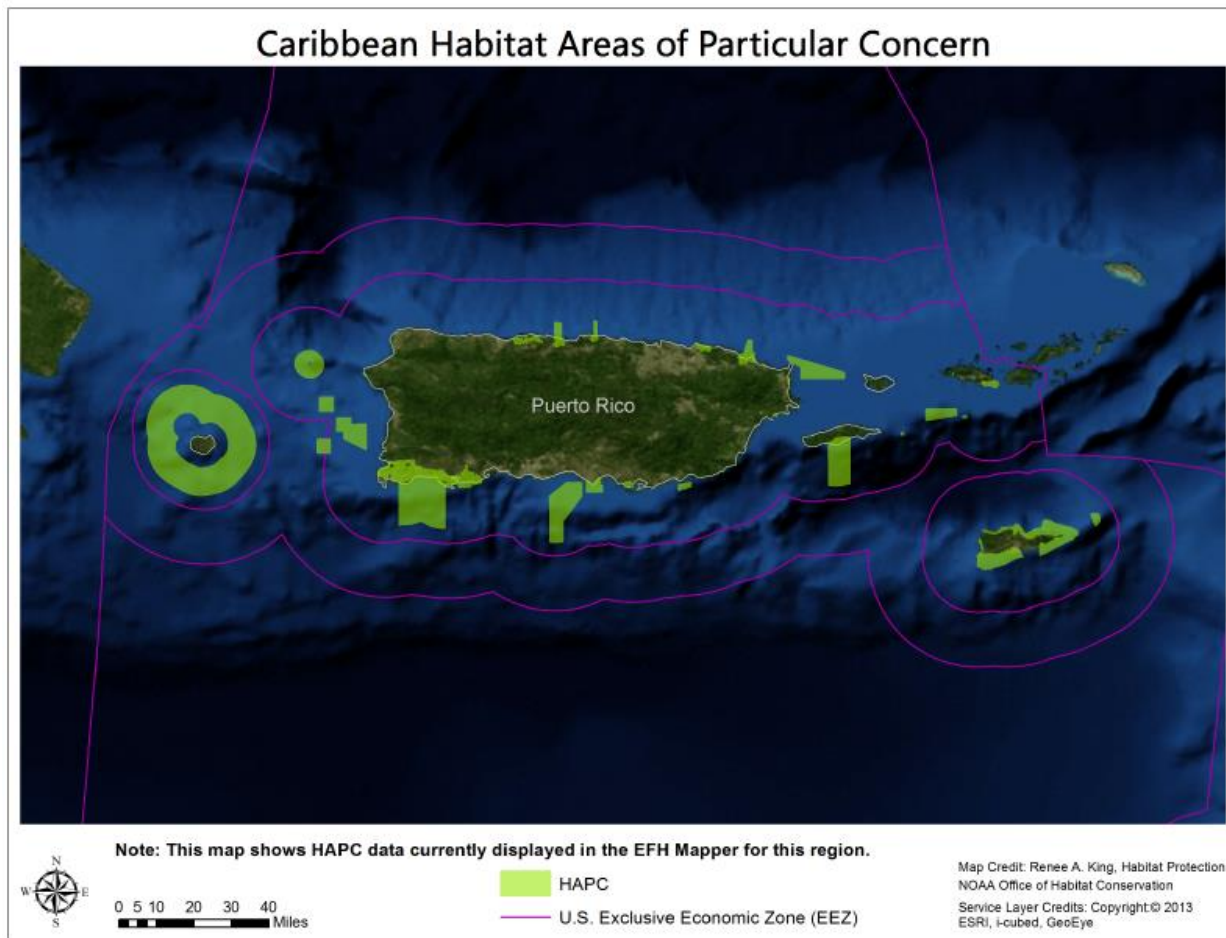 Caribbean Habitat Areas of Particular Concern
Puerto Rico
Note: This map shows HAPC data currently displayed in the EFH Mapper for this region.
N
W E
S
0 5 10 20 30 40
Miles
HAPC
U.S. Exclusive Economic Zone (EEZ)
Map Credit: Renee A. King, Habitat Protection
NOAA Office of Habitat Conservation
Service Layer Credits: Copyright:© 2013
ESRI, i-cubed, GeoEye